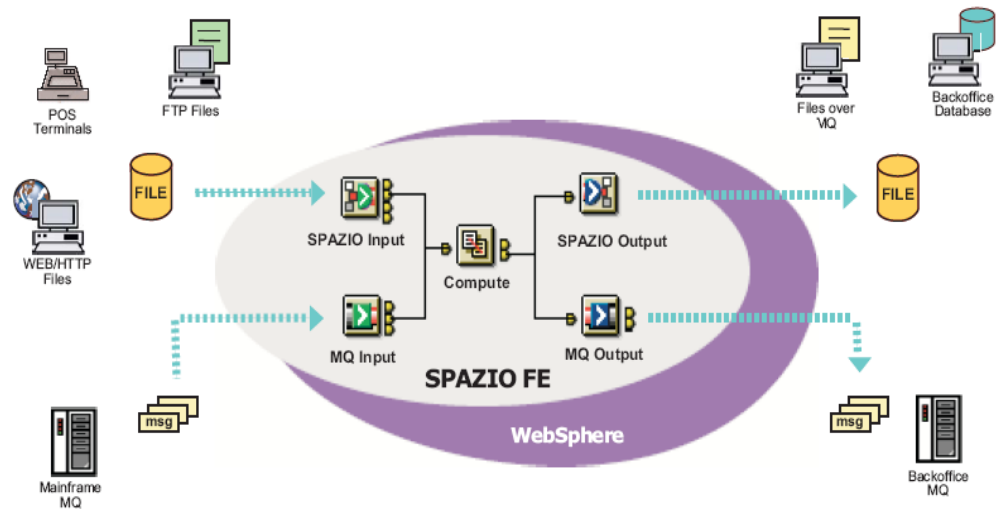 POS
Terminals
FTP Files
Files over
MQ
Backoffice
Database
FILE
FILE
WEB/HTTP
Files
SPAZIO Input
SPAZIO Output
Compute
MQ Input
MQ Output
SPAZIO FE
WebSphere
msg
msg
Mainframe
MQ
Backoffice
MQ